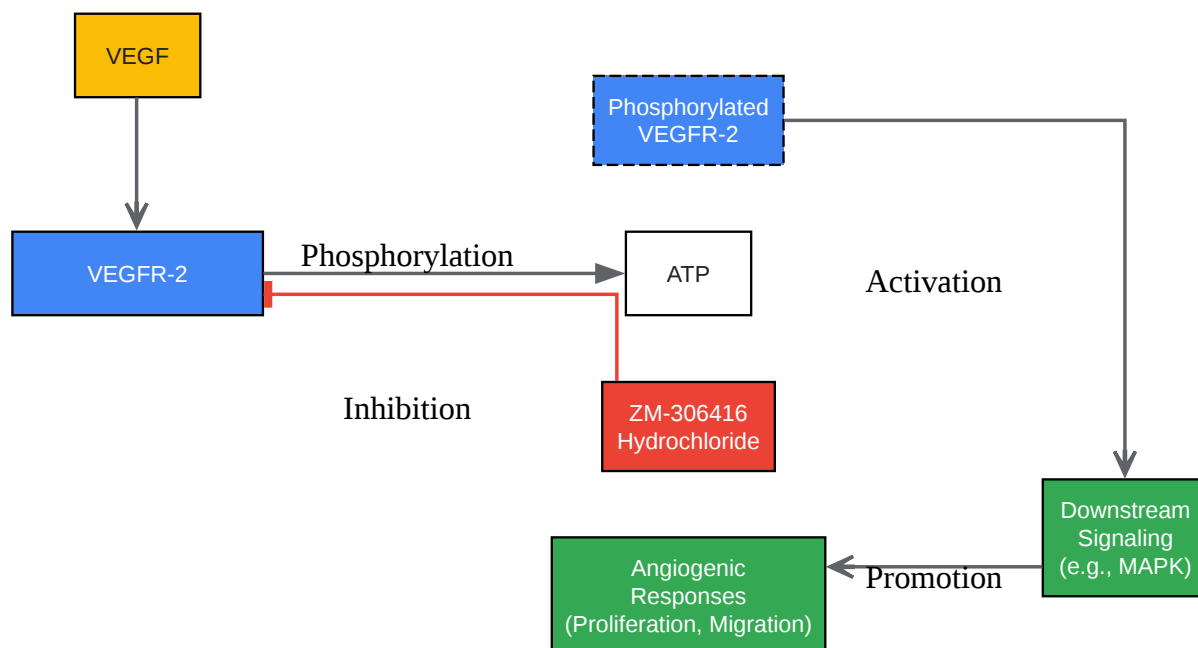 VEGF
Phosphorylated
VEGFR-2
VEGFR-2
Phosphorylation
ATP
Activation
Inhibition
ZM-306416
Hydrochloride
Downstream
Signaling
(e.g., MAPK)
Angiogenic
Responses
(Proliferation, Migration)
Promotion